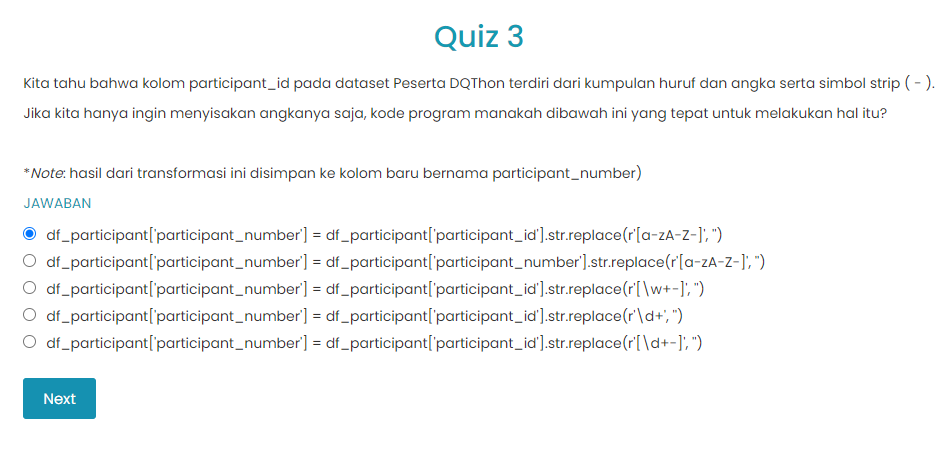 Quiz 3
Kita tahu bahwa kolom participant_id pada dataset Peserta DQThon terdiri dari kumpulan huruf dan angka serta simbol strip ( - ).
Jika kita hanya ingin menyisakan angkanya saja, kode program manakah dibawah ini yang tepat untuk melakukan hal itu?
*Note: hasil dari transformasi ini disimpan ke kolom baru bernama participant_number)
JAWABAN
df_participant['participant_number'] = df_participant['participant_id'].str.replace(r'[a-zA-Z-]', '')
df_participant['participant_number'] = df_participant['participant_number'].str.replace(r'[a-zA-Z-]', '')
df_participant['participant_number'] = df_participant['participant_id'].str.replace(r'[\w+-]', '')
df_participant['participant_number'] = df_participant['participant_id'].str.replace(r'\d+', '')
df_participant['participant_number'] = df_participant['participant_id'].str.replace(r'[\d+-]', '')
Next